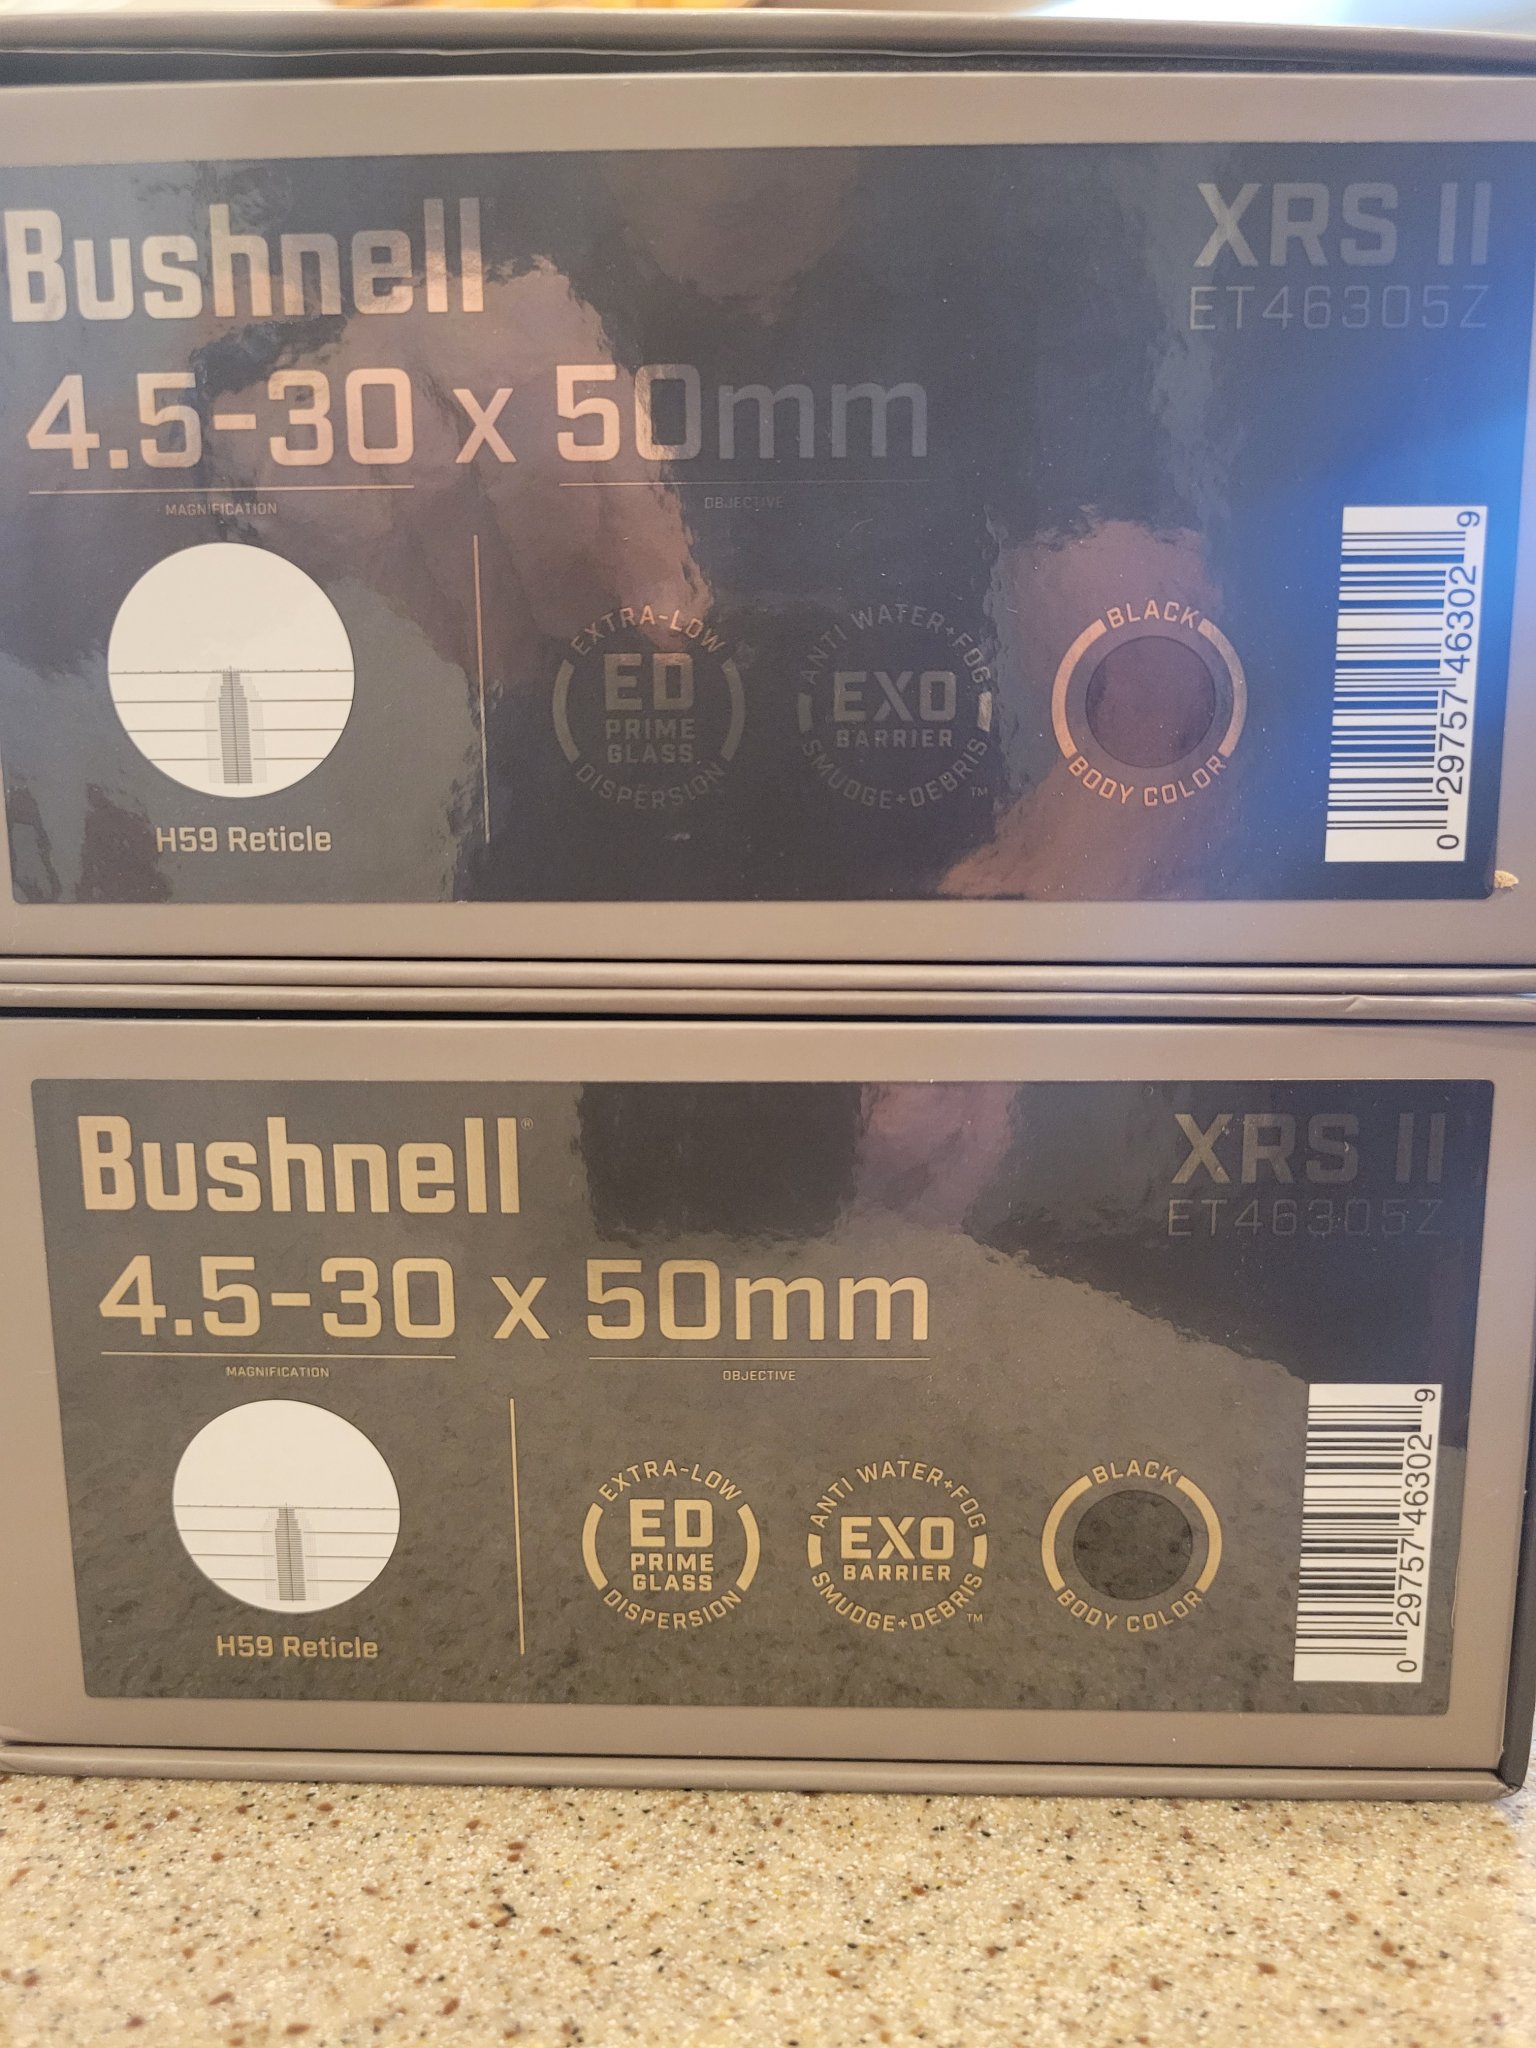 Bushnell
XRS II
ET46305Z
4.5-30 x 50mm
MAGNIFICATION
OBJECTIVE
H59 Reticle
EXTRA-LOW
ED
PRIME
GLASS
DISPERSION
ANTI WATER+FOG
EXO
BARRIER
SMUDGE+DEBRIS™
BLACK
BODY COLOR
0 29757 46302 9
Bushnell®
XRS II
ET46305Z
4.5-30 x 50mm
MAGNIFICATION
OBJECTIVE
H59 Reticle
EXTRA-LOW
ED
PRIME
GLASS
DISPERSION
ANTI WATER+FOG
EXO
BARRIER
SMUDGE+DEBRIS™
BLACK
BODY COLOR
0 29757 46302 9